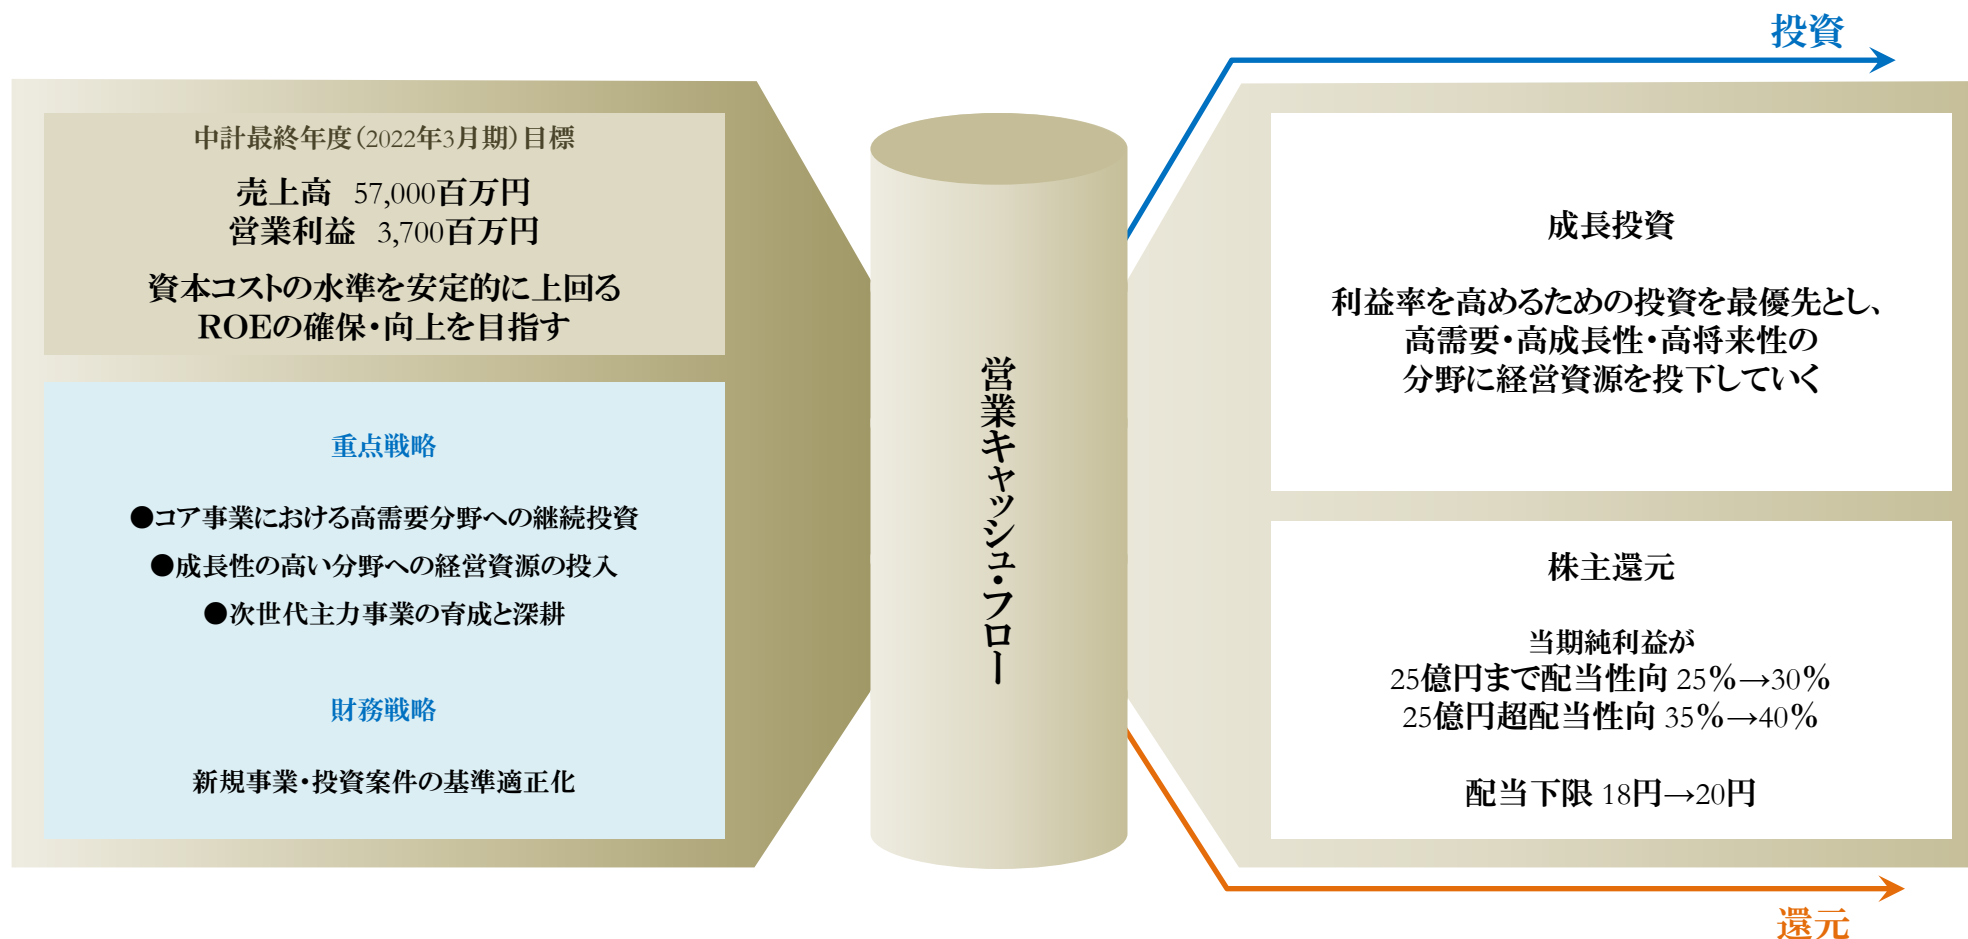 中計最終年度(2022年3月期)目標
売上高 57,000百万円
営業利益 3,700百万円
資本コストの水準を安定的に上回る
ROEの確保・向上を目指す
重点戦略
●コア事業における高需要分野への継続投資
●成長性の高い分野への経営資源の投入
●次世代主力事業の育成と深耕
財務戦略
新規事業・投資案件の基準適正化
営業キャッシュ・フロー
投資
成長投資
利益率を高めるための投資を最優先とし、
高需要・高成長性・高将来性の
分野に経営資源を投下していく
株主還元
当期純利益が
25億円まで配当性向 25%→30%
25億円超配当性向 35%→40%
配当下限 18円→20円
還元